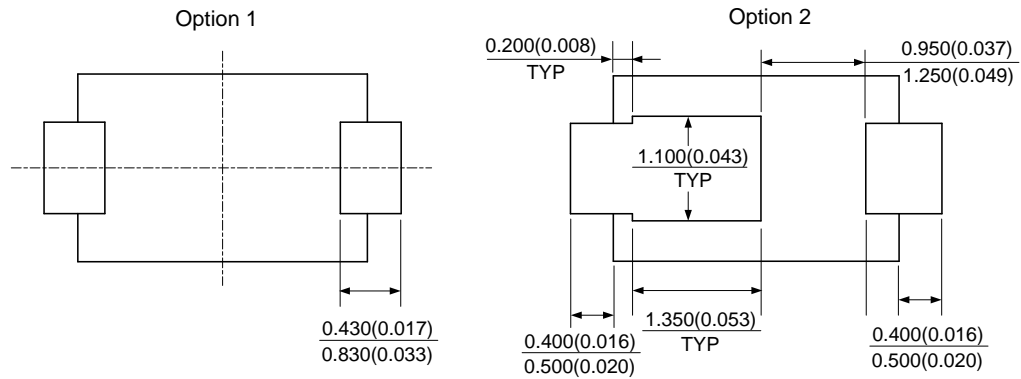 Option 1
Option 2
0.200(0.008)
TYP
0.950(0.037)
1.250(0.049)
1.100(0.043)
TYP
0.430(0.017)
0.830(0.033)
0.400(0.016)
0.500(0.020)
1.350(0.053)
TYP
0.400(0.016)
0.500(0.020)